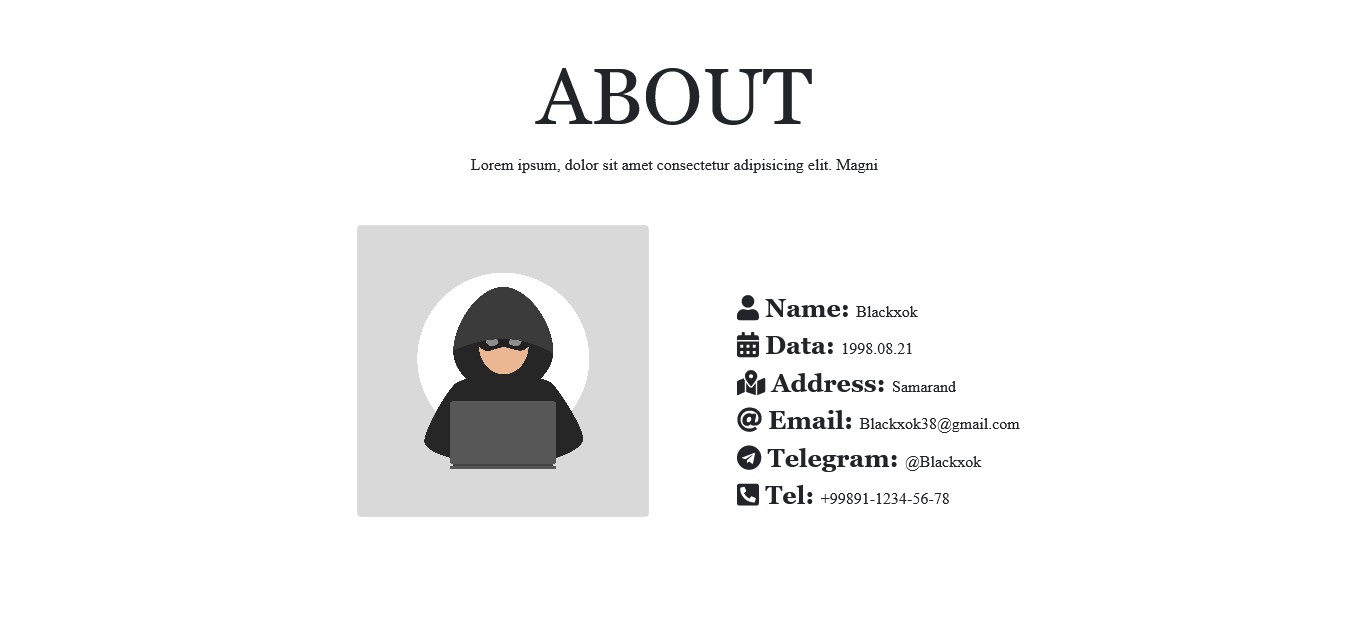 ABOUT
Lorem ipsum, dolor sit amet consectetur adipisicing elit. Magni
Name: Blackxok
Data: 1998.08.21
Address: Samarand
Email: Blackxok38@gmail.com
Telegram: @Blackxok
Tel: +99891-1234-56-78